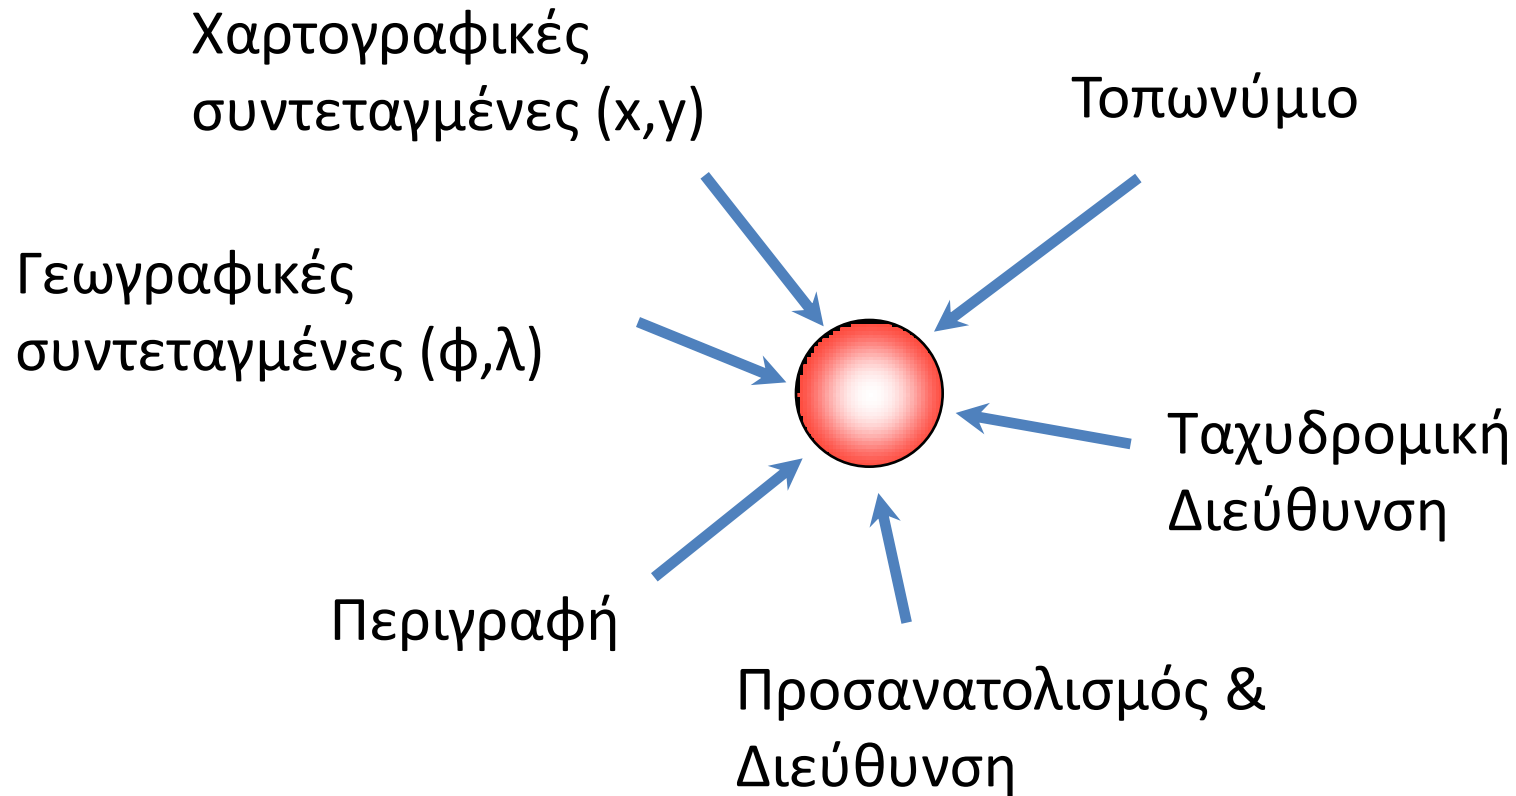 Χαρτογραφικές
συντεταγμένες (x,y)
Τοπωνύμιο
Γεωγραφικές
συντεταγμένες (φ,λ)
Ταχυδρομική
Διεύθυνση
Περιγραφή
Προσανατολισμός &
Διεύθυνση